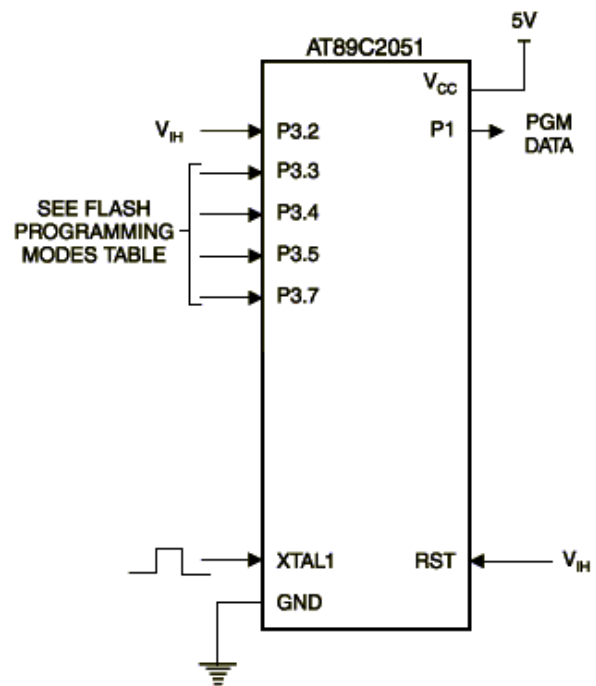 5V
AT89C2051
VCC
VIH
P3.2
P1
PGM
DATA
P3.3
SEE FLASH
PROGRAMMING
MODES TABLE
P3.4
P3.5
P3.7
XTAL1
RST
VIH
GND